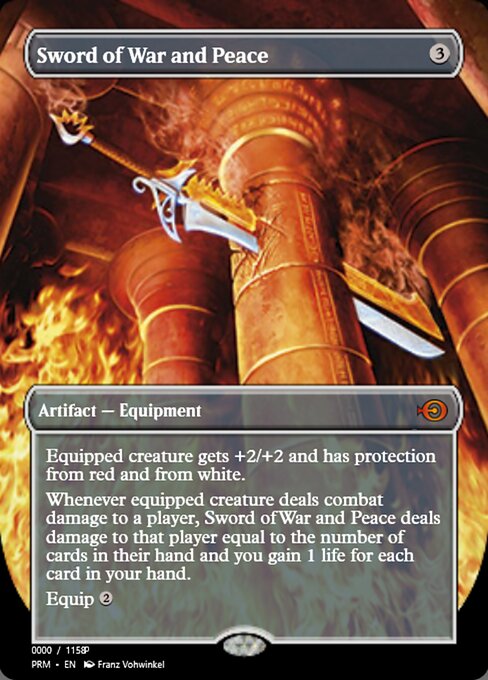 Sword of War and Peace 3
Artifact — Equipment
Equipped creature gets +2/+2 and has protection
from red and from white.
Whenever equipped creature deals combat
damage to a player, Sword of War and Peace deals
damage to that player equal to the number of
cards in their hand and you gain 1 life for each
card in your hand.
Equip 2
0000 / 1158P
PRM • EN Franz Vohwinkel